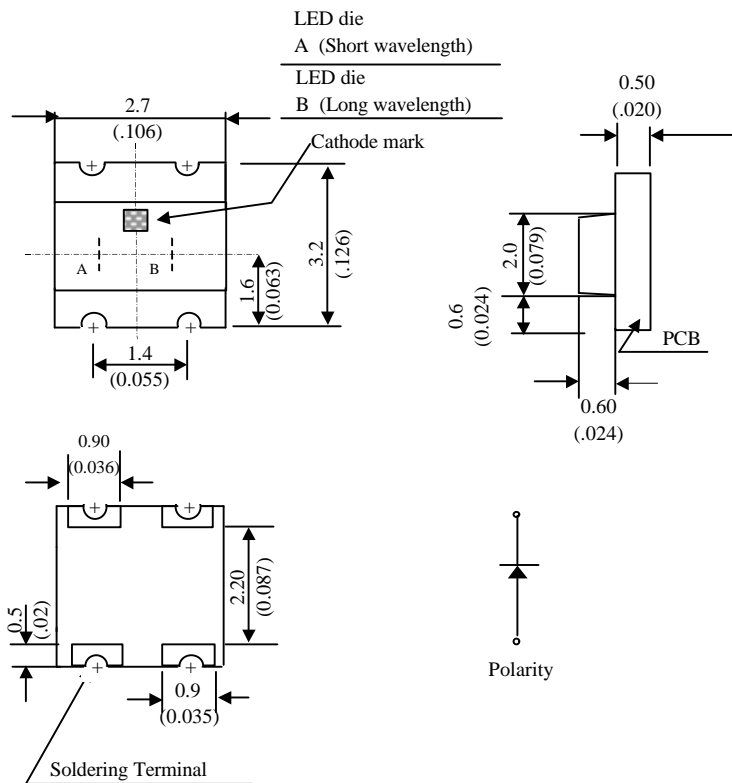 LED die
A (Short wavelength)
LED die
B (Long wavelength)
2.7
(.106)
Cathode mark
0.50
(.020)
A
B
1.6
(0.063)
3.2
(.126)
1.4
(0.055)
2.0
(0.079)
0.6
(0.024)
PCB
0.60
(.024)
0.90
(0.036)
2.20
(0.087)
0.5
(.02)
0.9
(0.035)
Soldering Terminal
Polarity